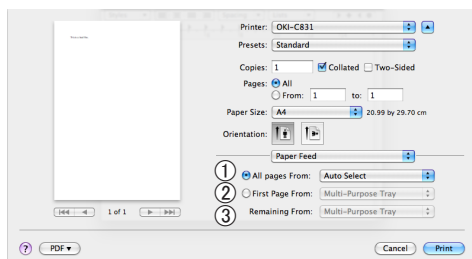 Printer: OKI-C831
Presets: Standard
Copies: 1 Collated Two-Sided
Pages: All
From: 1 to: 1
Paper Size: A4 20.99 by 29.70 cm
Orientation:
Paper Feed
1 All pages From: Auto Select
2 First Page From: Multi-Purpose Tray
3 Remaining From: Multi-Purpose Tray
1 of 1
? PDF▼ Cancel Print